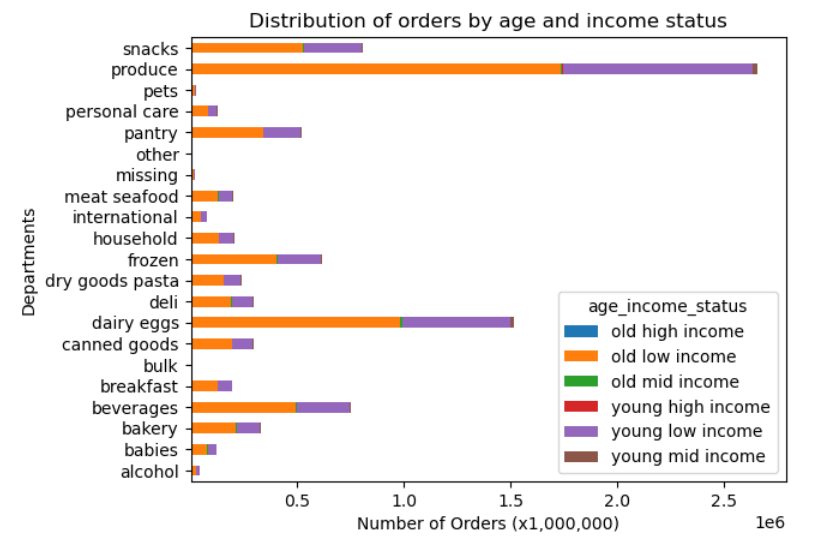 Distribution of orders by age and income status
Departments
snacks
produce
pets
personal care
pantry
other
missing
meat seafood
international
household
frozen
dry goods pasta
deli
dairy eggs
canned goods
bulk
breakfast
beverages
bakery
babies
alcohol
age_income_status
old high income
old low income
old mid income
young high income
young low income
young mid income
0.5 1.0 1.5 2.0 2.5
1e6
Number of Orders (x1,000,000)